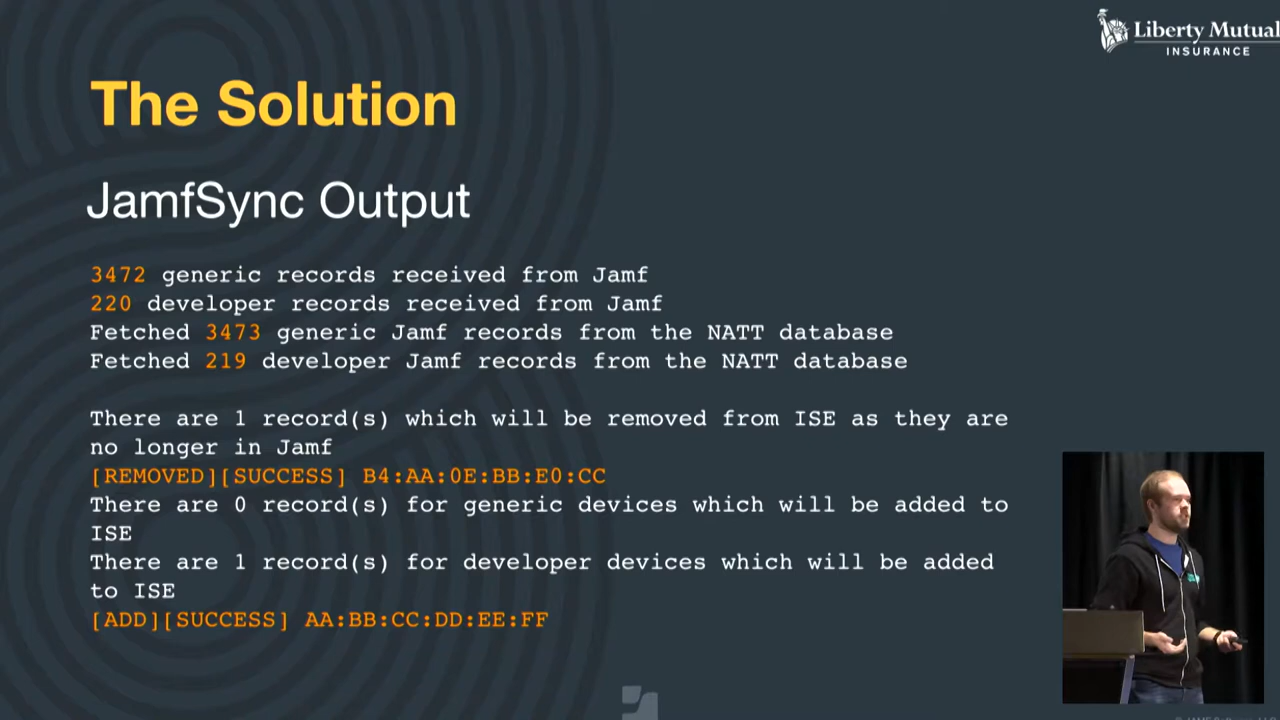 Liberty Mutual
INSURANCE
The Solution
JamfSync Output
3472 generic records received from Jamf
220 developer records received from Jamf
Fetched 3473 generic Jamf records from the NATT database
Fetched 219 developer Jamf records from the NATT database
There are 1 record(s) which will be removed from ISE as they are
no longer in Jamf
[REMOVED][SUCCESS] B4:AA:0E:BB:E0:CC
There are 0 record(s) for generic devices which will be added to
ISE
There are 1 record(s) for developer devices which will be added
to ISE
[ADD][SUCCESS] AA:BB:CC:DD:EE:FF